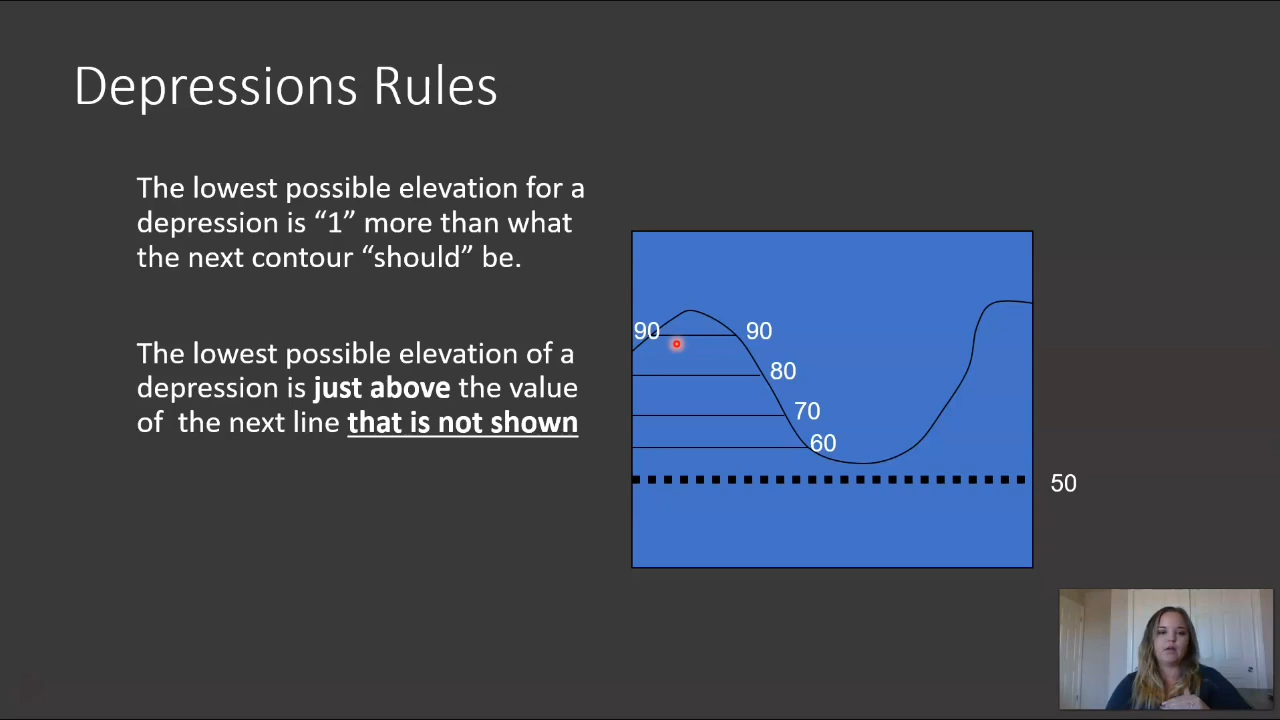 Depressions Rules
The lowest possible elevation for a
depression is “1” more than what
the next contour “should” be.
The lowest possible elevation of a
depression is just above the value
of the next line that is not shown
90 90
80
70
60
50